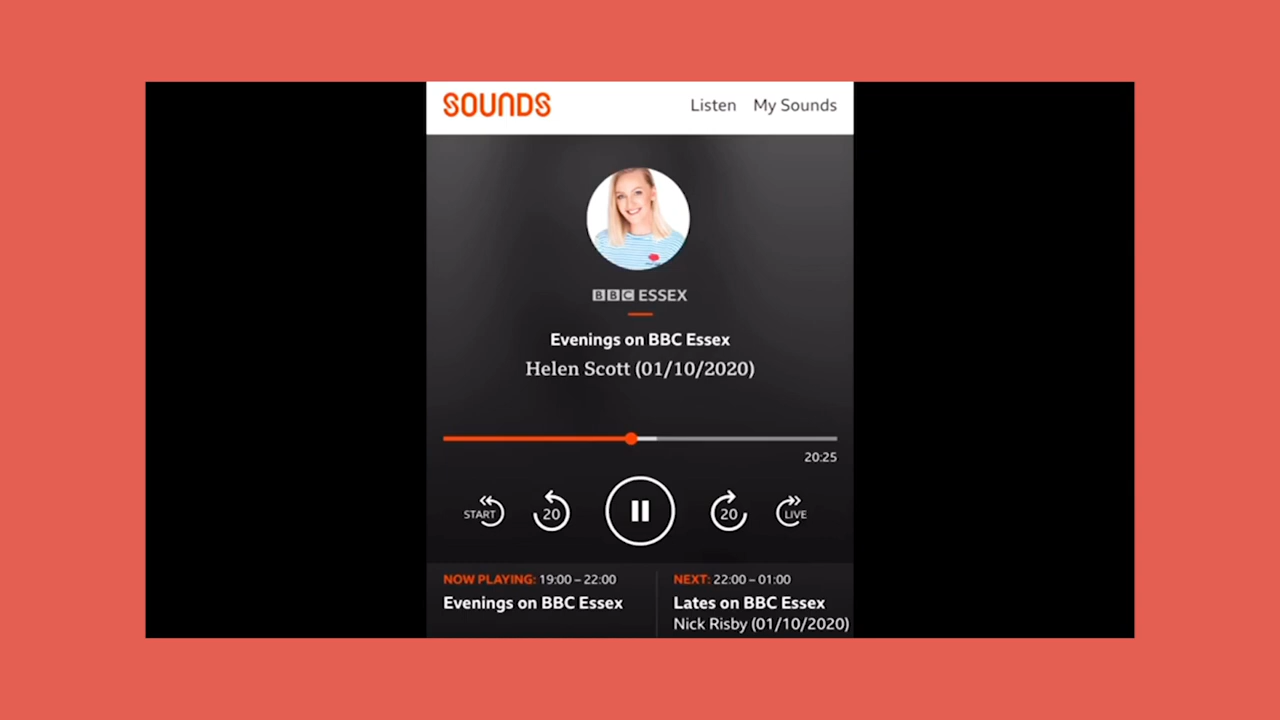 SOUNDS
Listen My Sounds
BBC ESSEX
Evenings on BBC Essex
Helen Scott (01/10/2020)
20:25
START
20
20
LIVE
NOW PLAYING: 19:00 – 22:00
Evenings on BBC Essex
NEXT: 22:00 – 01:00
Lates on BBC Essex
Nick Risby (01/10/2020)